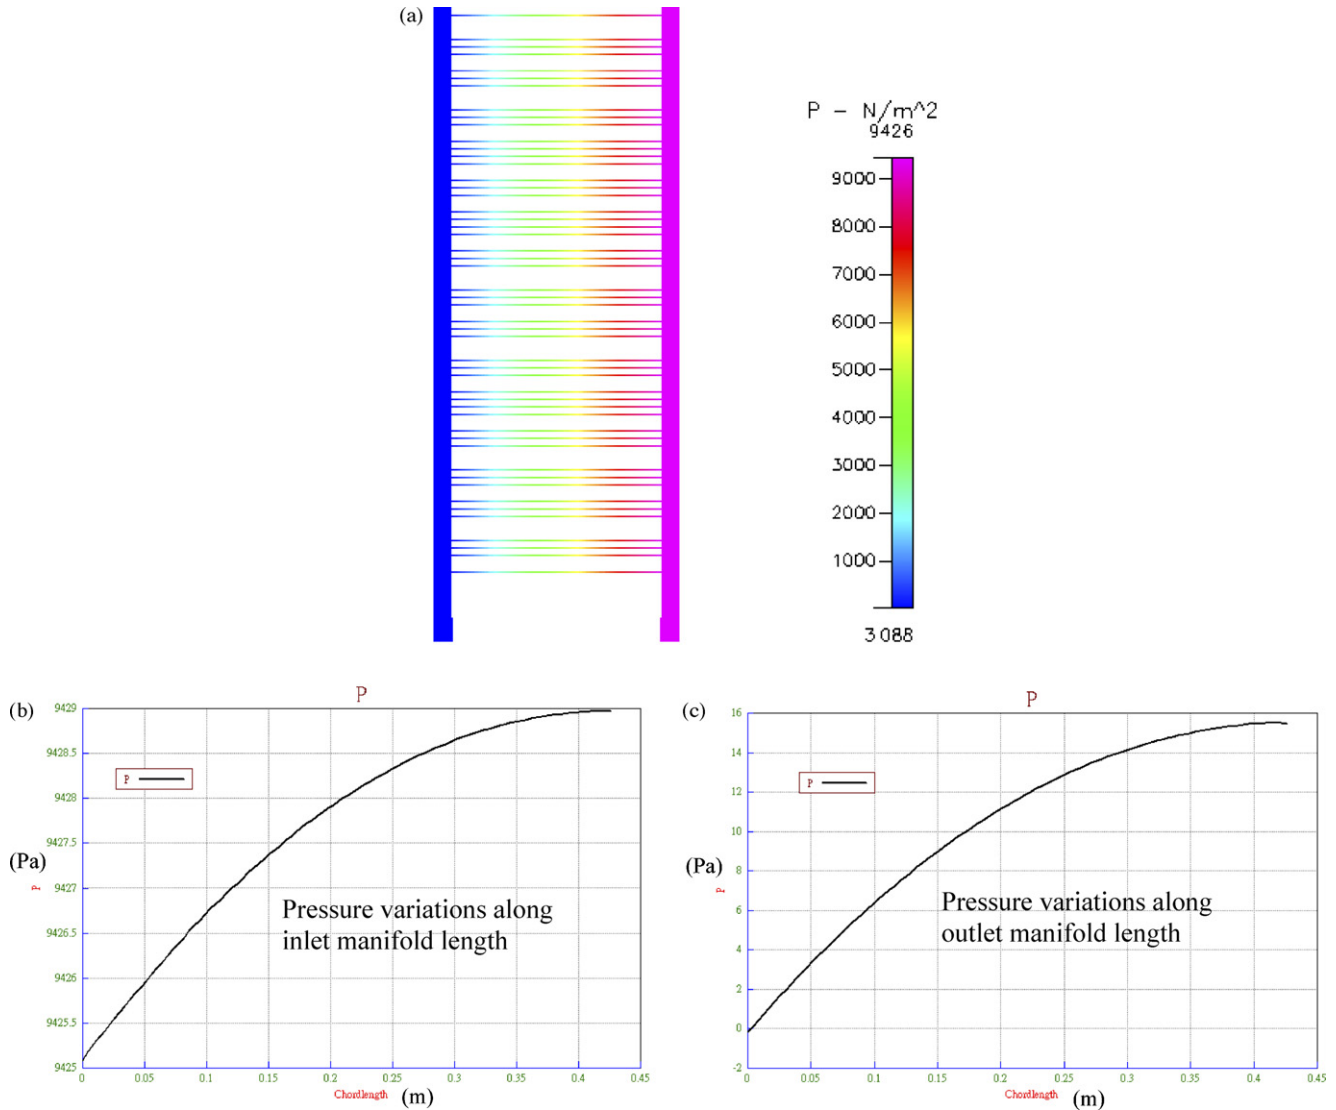 (a)
P - N/m^2
9426
9000
8000
7000
6000
5000
4000
3000
2000
1000
3.088
(b)
P
9429
9428.5
9428
9427.5
9427
9426.5
9426
9425.5
9425
P
(Pa)
P
Pressure variations along
inlet manifold length
0 0.05 0.1 0.15 0.2 0.25 0.3 0.35 0.4 0.45
Chordlength (m)
(c)
P
16
14
12
10
8
6
4
2
0
-2
P
(Pa)
P
Pressure variations along
outlet manifold length
0 0.05 0.1 0.15 0.2 0.25 0.3 0.35 0.4 0.45
Chordlength (m)